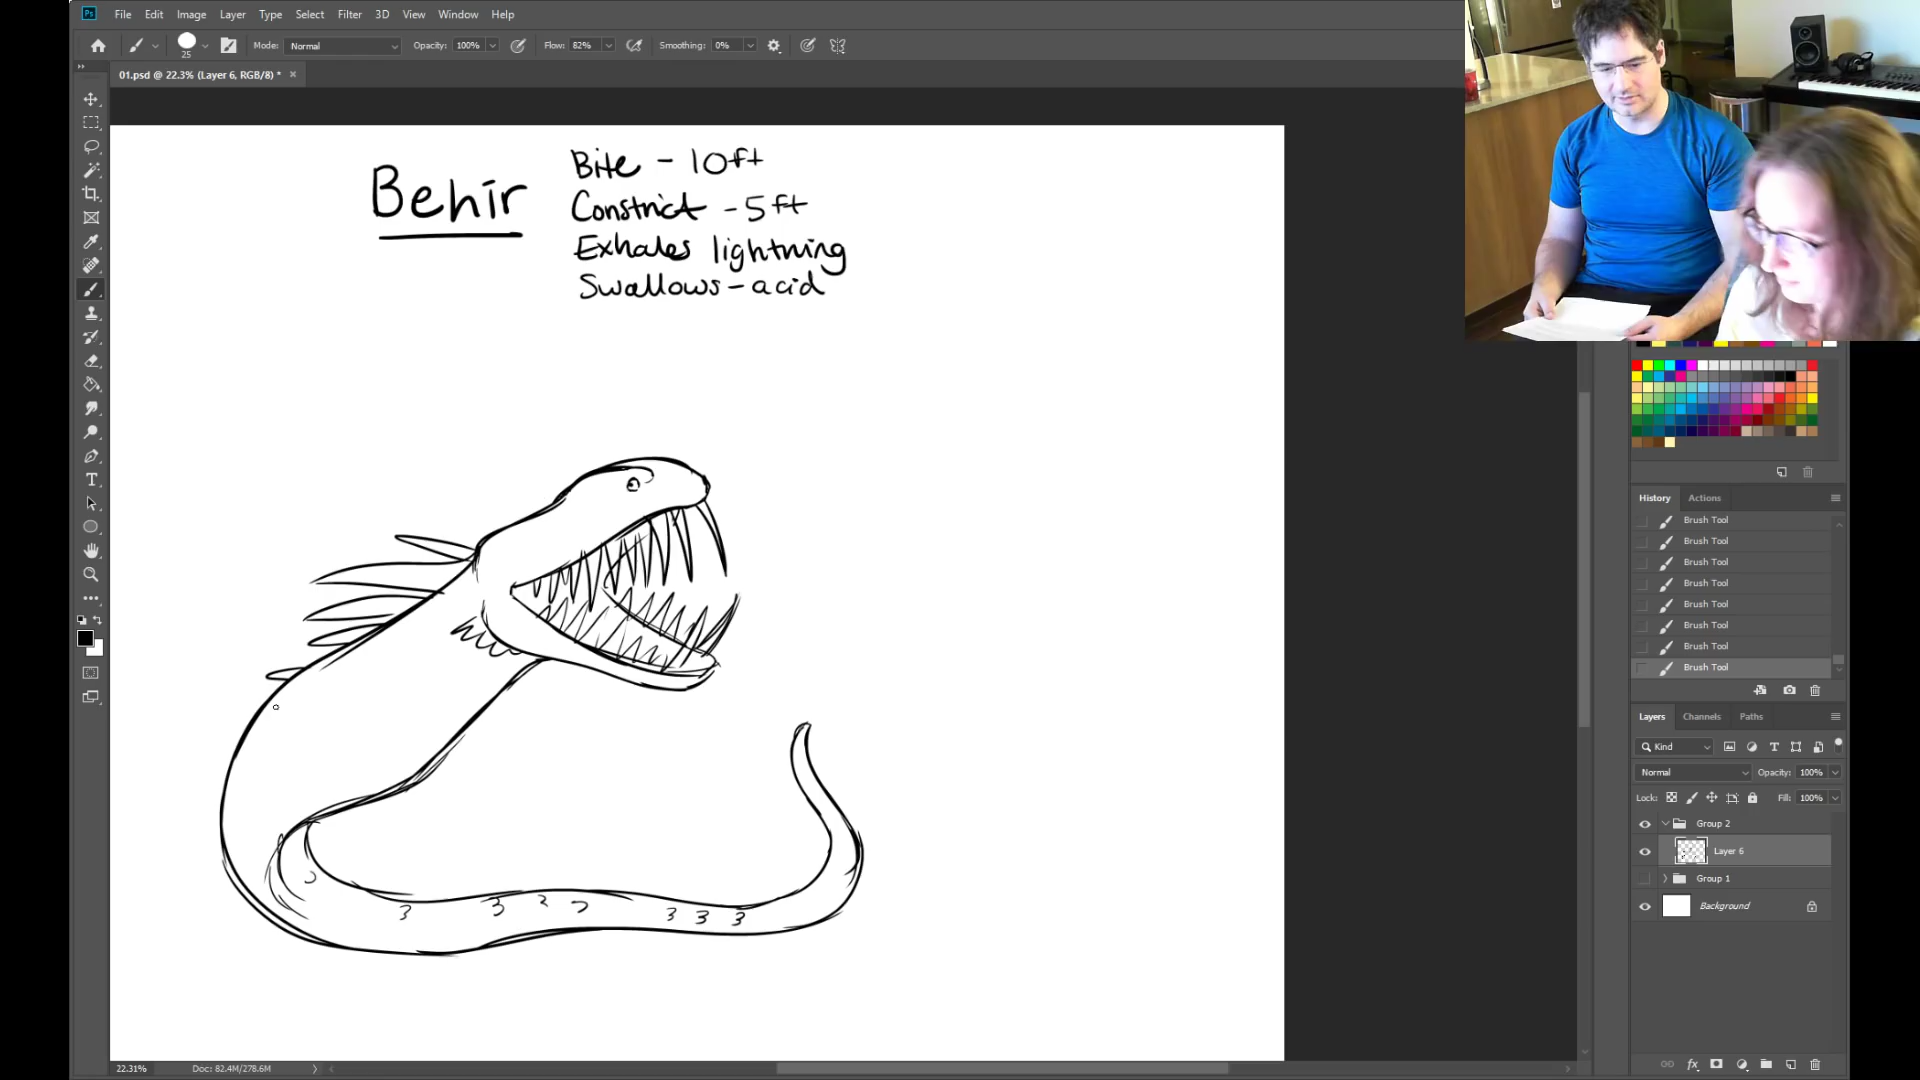 Ps File Edit Image Layer Type Select Filter 3D View Window Help
25 Mode: Normal Opacity: 100% Flow: 82% Smoothing: 0%
01.psd @ 22.3% (Layer 6, RGB/8) *
Behir
Bite - 10ft
Constrict - 5ft
Exhales lightning
Swallows - acid
History Actions
Brush Tool
Brush Tool
Brush Tool
Brush Tool
Brush Tool
Brush Tool
Brush Tool
Brush Tool
Layers Channels Paths
Kind
Normal Opacity: 100%
Lock: Fill: 100%
Group 2
Layer 6
Group 1
Background
22.31% Doc: 82.4M/278.6M